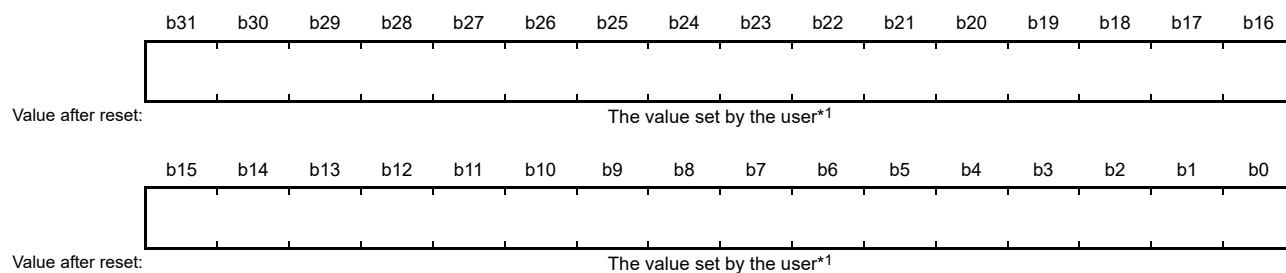 b31 b30 b29 b28 b27 b26 b25 b24 b23 b22 b21 b20 b19 b18 b17 b16
Value after reset: The value set by the user*1
b15 b14 b13 b12 b11 b10 b9 b8 b7 b6 b5 b4 b3 b2 b1 b0
Value after reset: The value set by the user*1